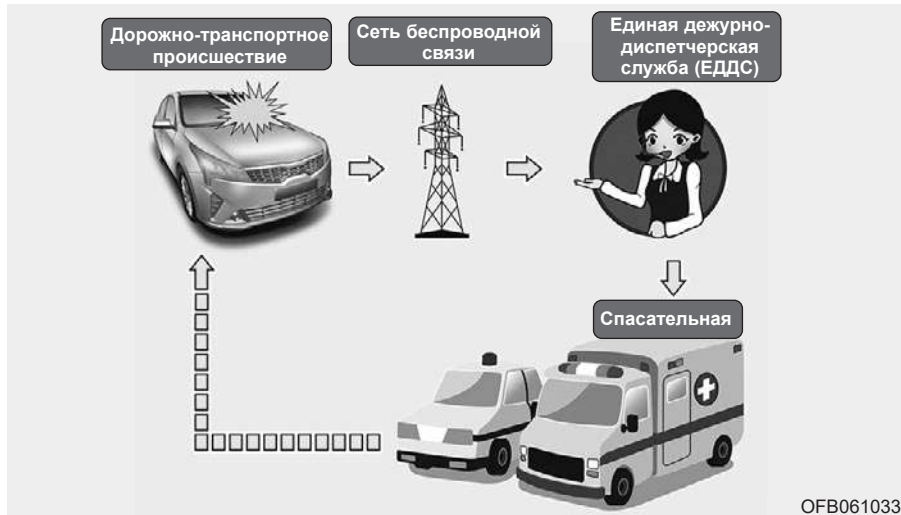 Дорожно-транспортное
происшествие
Сеть беспроводной
связи
Единая дежурно-
диспетчерская
служба (ЕДДС)
Спасательная
OFB061033